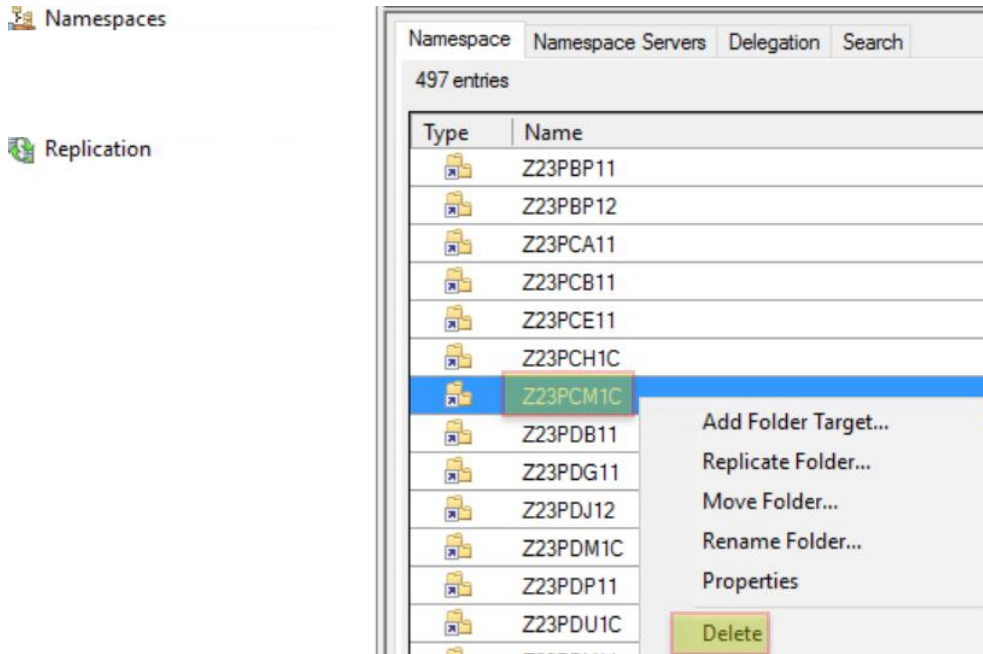 Namespaces
Replication
Namespace Namespace Servers Delegation Search
497 entries
Type Name
Z23PBP11
Z23PBP12
Z23PCA11
Z23PCB11
Z23PCE11
Z23PCH1C
Z23PCM1C
Z23PDB11
Z23PDG11
Z23PDJ12
Z23PDM1C
Z23PDP11
Z23PDU1C
Add Folder Target...
Replicate Folder...
Move Folder...
Rename Folder...
Properties
Delete